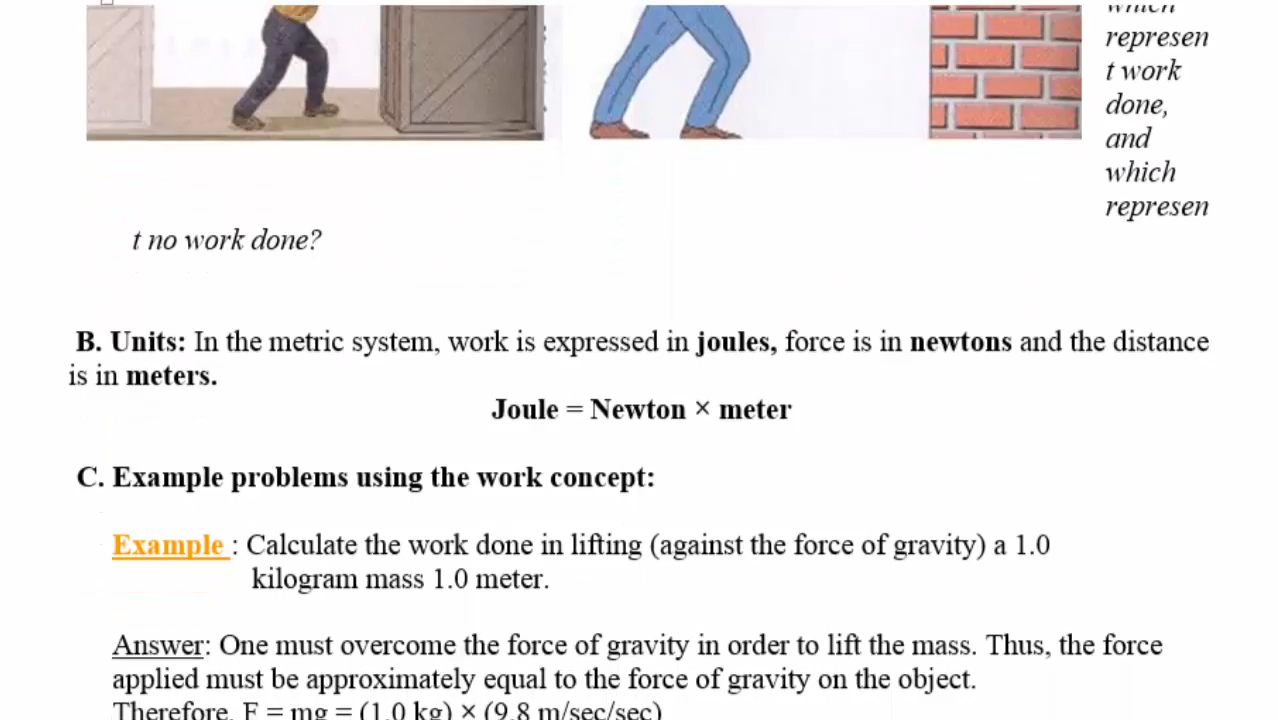 which
represen
t work
done,
and
which
represen
t no work done?
B. Units: In the metric system, work is expressed in joules, force is in newtons and the distance
is in meters.
Joule = Newton × meter
C. Example problems using the work concept:
Example : Calculate the work done in lifting (against the force of gravity) a 1.0
kilogram mass 1.0 meter.
Answer: One must overcome the force of gravity in order to lift the mass. Thus, the force
applied must be approximately equal to the force of gravity on the object.
Therefore, F = mg = (1.0 kg) × (9.8 m/sec/sec)